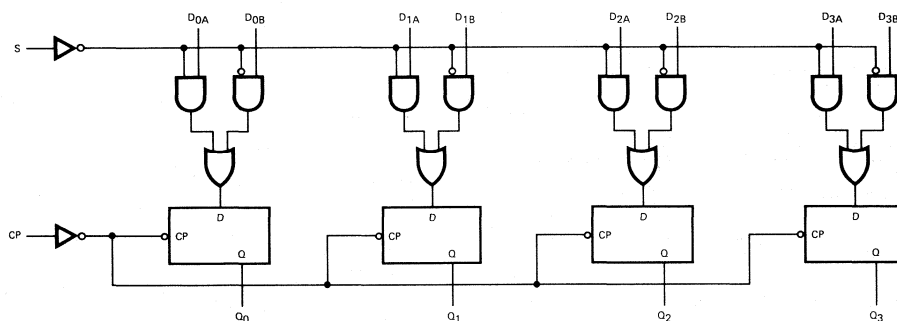 D0A D0B D1A D1B D2A D2B D3A D3B
S
D D D D
CP CP CP CP CP
Q Q Q Q
Q0 Q1 Q2 Q3